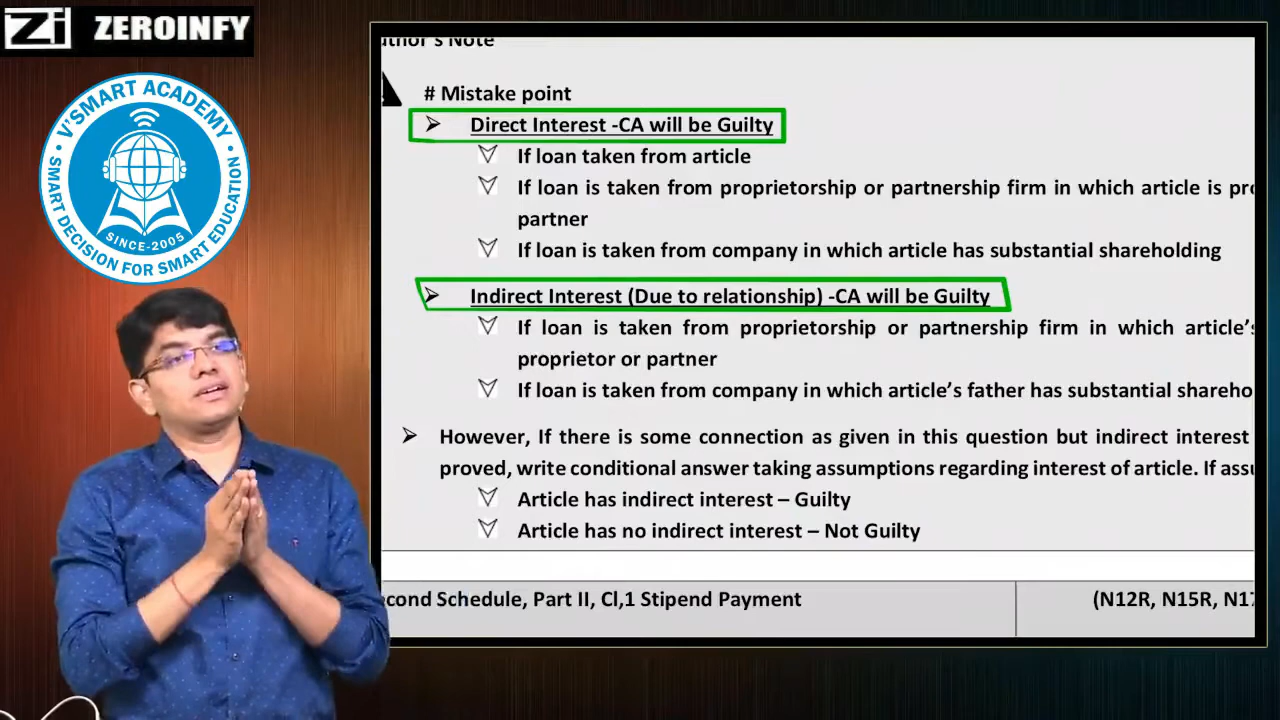 Zi ZEROINFY
V'SMART ACADEMY
SMART DECISION FOR SMART EDUCATION
SINCE-2005
Author's Note
# Mistake point
➢ Direct Interest -CA will be Guilty
If loan taken from article
If loan is taken from proprietorship or partnership firm in which article is
partner
If loan is taken from company in which article has substantial shareholding
➢ Indirect Interest (Due to relationship) -CA will be Guilty
If loan is taken from proprietorship or partnership firm in which article's
proprietor or partner
If loan is taken from company in which article's father has substantial
➢ However, If there is some connection as given in this question but indirect interest
proved, write conditional answer taking assumptions regarding interest of article. If
Article has indirect interest – Guilty
Article has no indirect interest – Not Guilty
cond Schedule, Part II, Cl,1 Stipend Payment
(N12R, N15R, N17